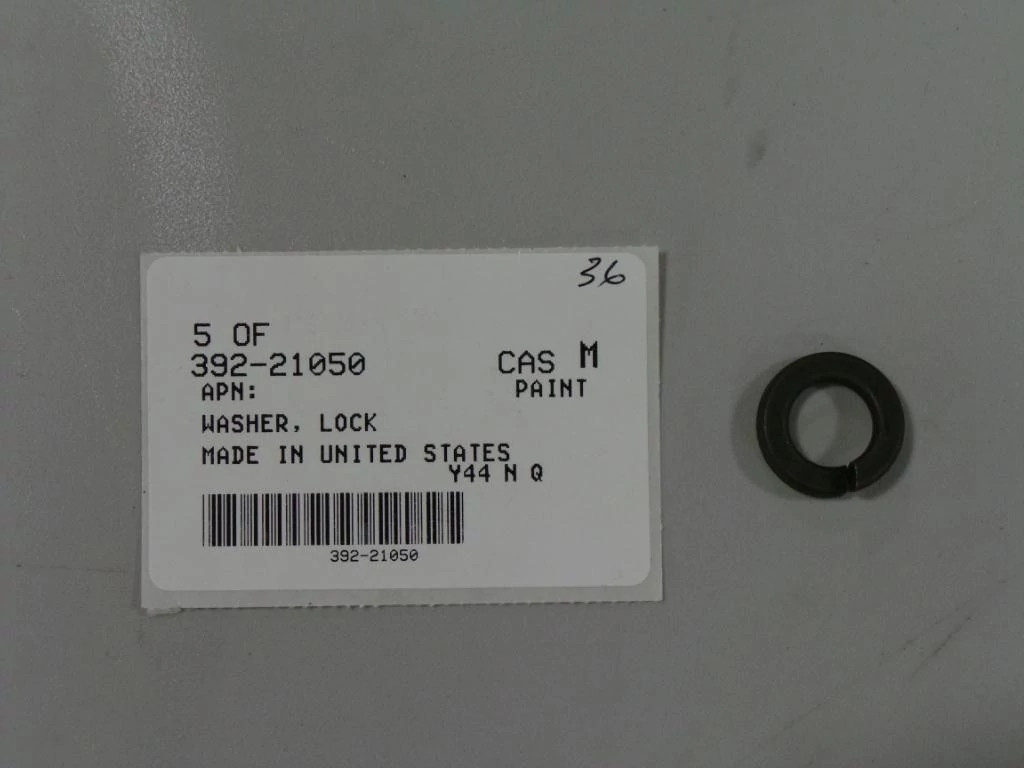 36
5 OF
392-21050 CAS M
APN: PAINT
WASHER, LOCK
MADE IN UNITED STATES
Y44 N Q
392-21050